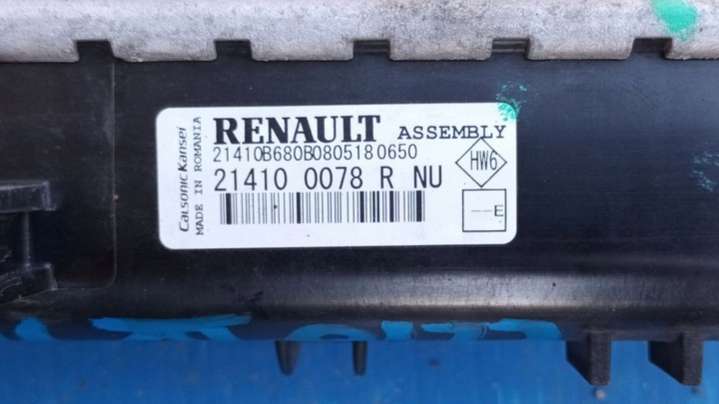 RENAULT ASSEMBLY
21410B680B0805180650
21410 0078 R NU
HW6
E
Calsonic Kansei
MADE IN ROMANIA